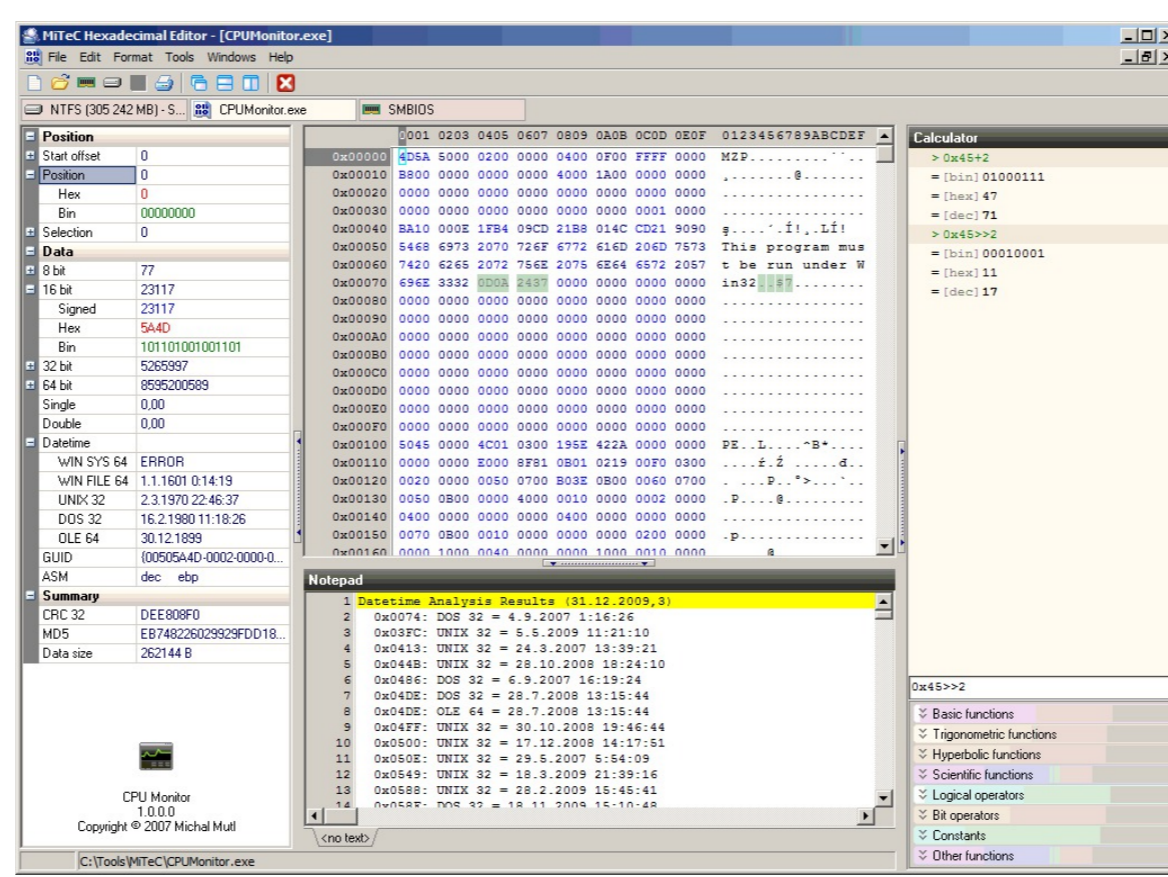 MiTeC Hexadecimal Editor - [CPUMonitor.exe]
File Edit Format Tools Windows Help
NTFS (305 242 MB) - S... CPUMonitor.exe SMBIOS
Position
Start offset 0
Position 0
Hex 0
Bin 00000000
Selection 0
Data
8 bit 77
16 bit 23117
Signed 23117
Hex 5A4D
Bin 101101001001101
32 bit 5265997
64 bit 8595200589
Single 0,00
Double 0,00
Datetime
WIN SYS 64 ERROR
WIN FILE 64 1.1.1601 0:14:19
UNIX 32 2.3.1970 22:46:37
DOS 32 16.2.1980 11:18:26
OLE 64 30.12.1899
GUID {00505A4D-0002-0000-0...
ASM dec ebp
Summary
CRC 32 DEE808F0
MD5 EB748226029929FDD18...
Data size 262144 B
CPU Monitor
1.0.0.0
Copyright © 2007 Michal Mutl
0001 0203 0405 0607 0809 0A0B 0C0D 0E0F 0123456789ABCDEF
0x00000 4D5A 5000 0200 0000 0400 0F00 FFFF 0000 MZP.........˙˙..
0x00010 B800 0000 0000 0000 4000 1A00 0000 0000 ¸.......@.......
0x00020 0000 0000 0000 0000 0000 0000 0000 0000 ................
0x00030 0000 0000 0000 0000 0000 0000 0001 0000 ................
0x00040 BA10 000E 1FB4 09CD 21B8 014C CD21 9090 ş....´.Í!¸.LÍ!
0x00050 5468 6973 2070 726F 6772 616D 206D 7573 This program mus
0x00060 7420 6265 2072 756E 2075 6E64 6572 2057 t be run under W
0x00070 696E 3332 0D0A 2437 0000 0000 0000 0000 in32..$7........
0x00080 0000 0000 0000 0000 0000 0000 0000 0000 ................
0x00090 0000 0000 0000 0000 0000 0000 0000 0000 ................
0x000A0 0000 0000 0000 0000 0000 0000 0000 0000 ................
0x000B0 0000 0000 0000 0000 0000 0000 0000 0000 ................
0x000C0 0000 0000 0000 0000 0000 0000 0000 0000 ................
0x000D0 0000 0000 0000 0000 0000 0000 0000 0000 ................
0x000E0 0000 0000 0000 0000 0000 0000 0000 0000 ................
0x000F0 0000 0000 0000 0000 0000 0000 0000 0000 ................
0x00100 5045 0000 4C01 0300 195E 422A 0000 0000 PE..L....^B*....
0x00110 0000 0000 E000 8F81 0B01 0219 00F0 0300 ....ŕ.Ź .....đ..
0x00120 0020 0000 0050 0700 B03E 0B00 0060 0700 . ...P..°>...`..
0x00130 0050 0B00 0000 4000 0010 0000 0002 0000 .P....@.........
0x00140 0400 0000 0000 0000 0400 0000 0000 0000 ................
0x00150 0070 0B00 0010 0000 0000 0000 0200 0000 .p..............
0x00160 0000 1000 0040 0000 0000 1000 0010 0000 .....@..........
Notepad
1 Datetime Analysis Results (31.12.2009,3)
2 0x0074: DOS 32 = 4.9.2007 1:16:26
3 0x03FC: UNIX 32 = 5.5.2009 11:21:10
4 0x0413: UNIX 32 = 24.3.2007 13:39:21
5 0x044B: UNIX 32 = 28.10.2008 18:24:10
6 0x0486: DOS 32 = 6.9.2007 16:19:24
7 0x04DE: DOS 32 = 28.7.2008 13:15:44
8 0x04DE: OLE 64 = 28.7.2008 13:15:44
9 0x04FF: UNIX 32 = 30.10.2008 19:46:44
10 0x0500: UNIX 32 = 17.12.2008 14:17:51
11 0x050E: UNIX 32 = 29.5.2007 5:54:09
12 0x0549: UNIX 32 = 18.3.2009 21:39:16
13 0x0588: UNIX 32 = 28.2.2009 15:45:41
14 0x058F: DOS 32 = 18.11.2009 15:10:48
<no text>
Calculator
> 0x45+2
= [bin] 01000111
= [hex] 47
= [dec] 71
> 0x45>>2
= [bin] 00010001
= [hex] 11
= [dec] 17
0x45>>2
Basic functions
Trigonometric functions
Hyperbolic functions
Scientific functions
Logical operators
Bit operators
Constants
Other functions
C:\Tools\MiTeC\CPUMonitor.exe